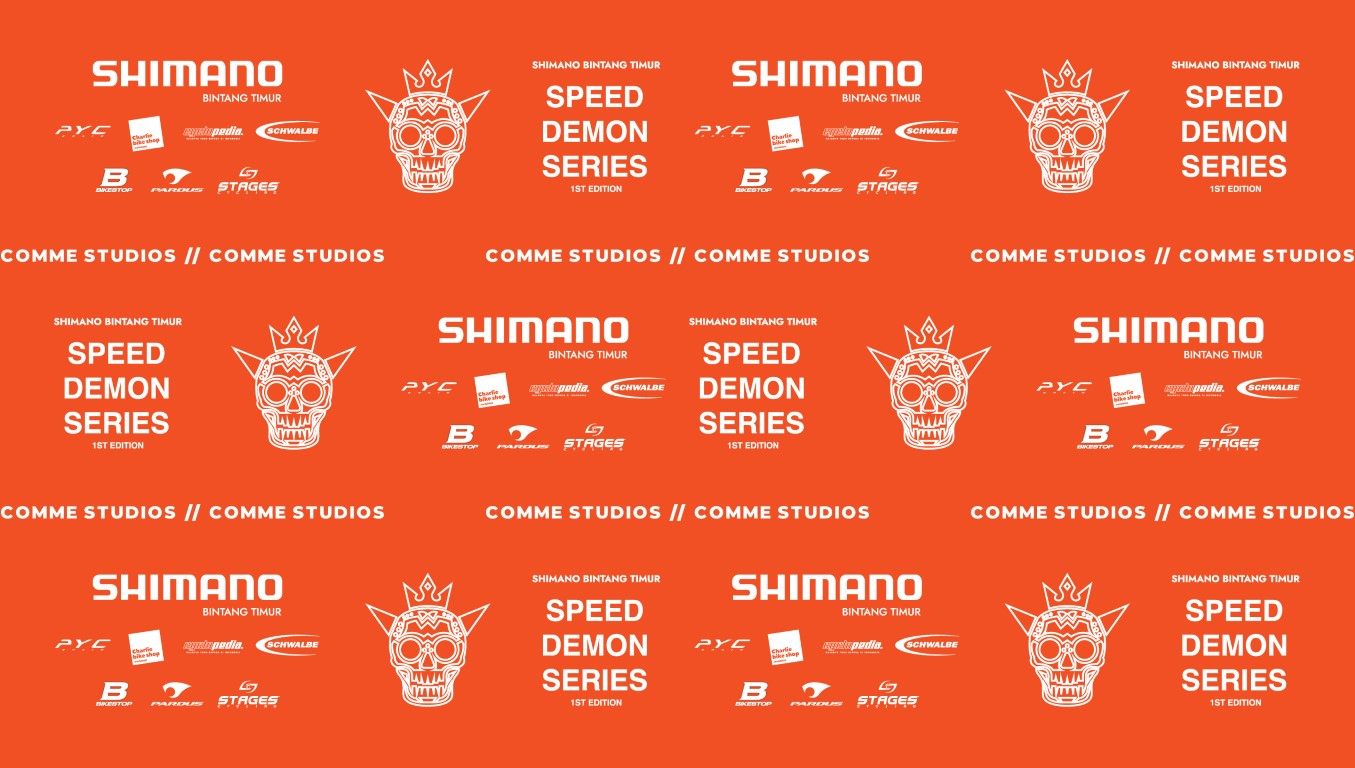 SHIMANO
BINTANG TIMUR
PYC
Charlie
bike shop
cyclopedia.
SCHWALBE
B
BIKESTOP
PARDUS
STAGES
CYCLING
SHIMANO BINTANG TIMUR
SPEED
DEMON
SERIES
1ST EDITION
SHIMANO
BINTANG TIMUR
PYC
Charlie
bike shop
cyclopedia.
SCHWALBE
B
BIKESTOP
PARDUS
STAGES
CYCLING
SHIMANO BINTANG TIMUR
SPEED
DEMON
SERIES
1ST EDITION
COMME STUDIOS // COMME STUDIOS
COMME STUDIOS // COMME STUDIOS
COMME STUDIOS // COMME STUDIOS
SHIMANO BINTANG TIMUR
SPEED
DEMON
SERIES
1ST EDITION
SHIMANO
BINTANG TIMUR
PYC
Charlie
bike shop
cyclopedia.
SCHWALBE
B
BIKESTOP
PARDUS
STAGES
CYCLING
SHIMANO BINTANG TIMUR
SPEED
DEMON
SERIES
1ST EDITION
SHIMANO
BINTANG TIMUR
PYC
Charlie
bike shop
cyclopedia.
SCHWALBE
B
BIKESTOP
PARDUS
STAGES
CYCLING
COMME STUDIOS // COMME STUDIOS
COMME STUDIOS // COMME STUDIOS
COMME STUDIOS // COMME STUDIOS
SHIMANO
BINTANG TIMUR
PYC
Charlie
bike shop
cyclopedia.
SCHWALBE
B
BIKESTOP
PARDUS
STAGES
CYCLING
SHIMANO BINTANG TIMUR
SPEED
DEMON
SERIES
1ST EDITION
SHIMANO
BINTANG TIMUR
PYC
Charlie
bike shop
cyclopedia.
SCHWALBE
B
BIKESTOP
PARDUS
STAGES
CYCLING
SHIMANO BINTANG TIMUR
SPEED
DEMON
SERIES
1ST EDITION